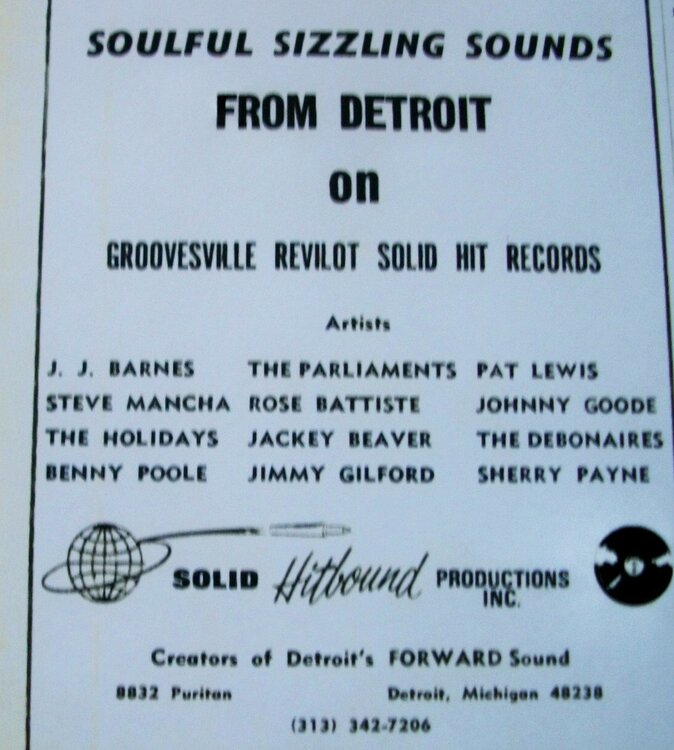 SOULFUL SIZZLING SOUNDS
FROM DETROIT
on
GROOVESVILLE REVILOT SOLID HIT RECORDS
Artists
J. J. BARNES THE PARLIAMENTS PAT LEWIS
STEVE MANCHA ROSE BATTISTE JOHNNY GOODE
THE HOLIDAYS JACKEY BEAVER THE DEBONAIRES
BENNY POOLE JIMMY GILFORD SHERRY PAYNE
SOLID Hitbound PRODUCTIONS INC.
Creators of Detroit's FORWARD Sound
8832 Puritan Detroit, Michigan 48238
(313) 342-7206